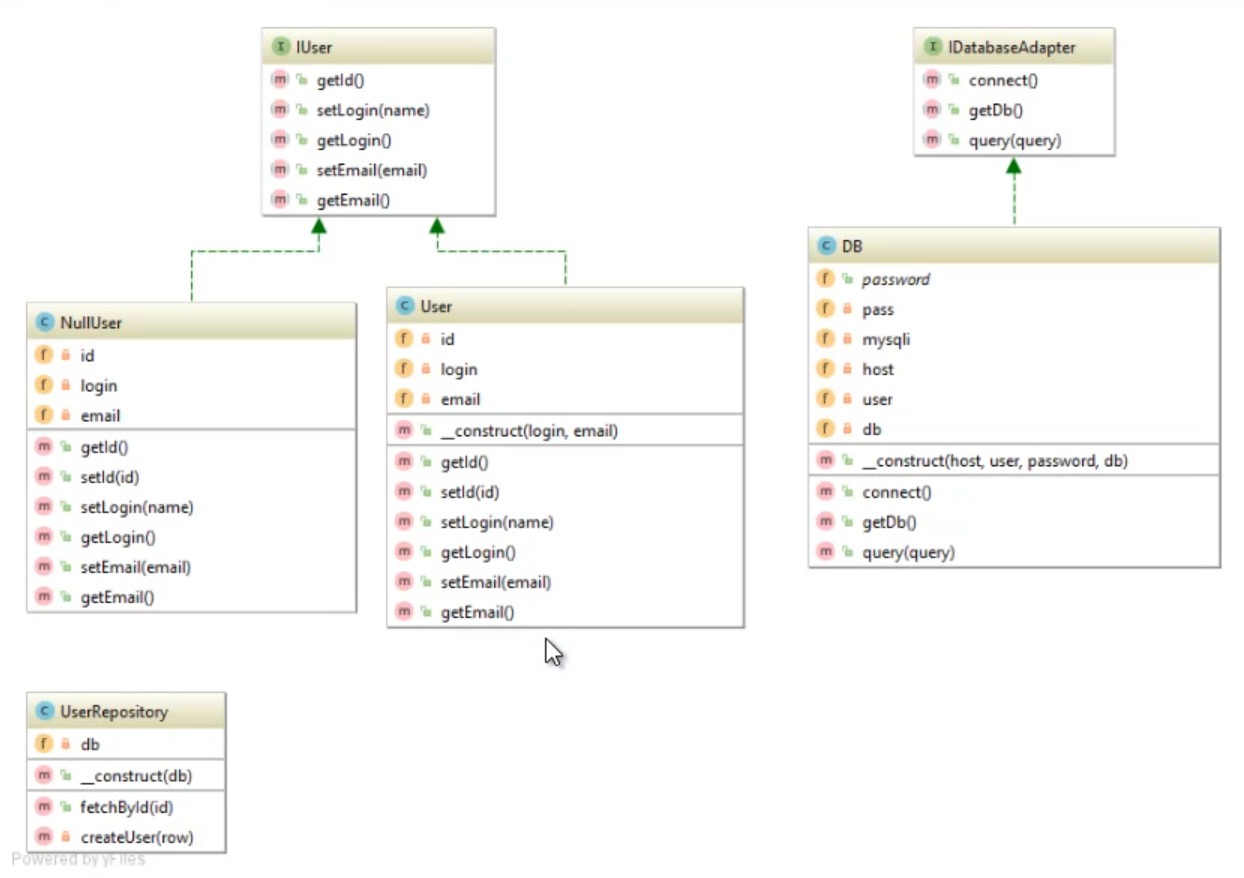 IUser
getId()
setLogin(name)
getLogin()
setEmail(email)
getEmail()
IDatabaseAdapter
connect()
getDb()
query(query)
NullUser
id
login
email
getId()
setId(id)
setLogin(name)
getLogin()
setEmail(email)
getEmail()
User
id
login
email
__construct(login, email)
getId()
setId(id)
setLogin(name)
getLogin()
setEmail(email)
getEmail()
DB
password
pass
mysqli
host
user
db
__construct(host, user, password, db)
connect()
getDb()
query(query)
UserRepository
db
__construct(db)
fetchById(id)
createUser(row)
Powered by yFiles